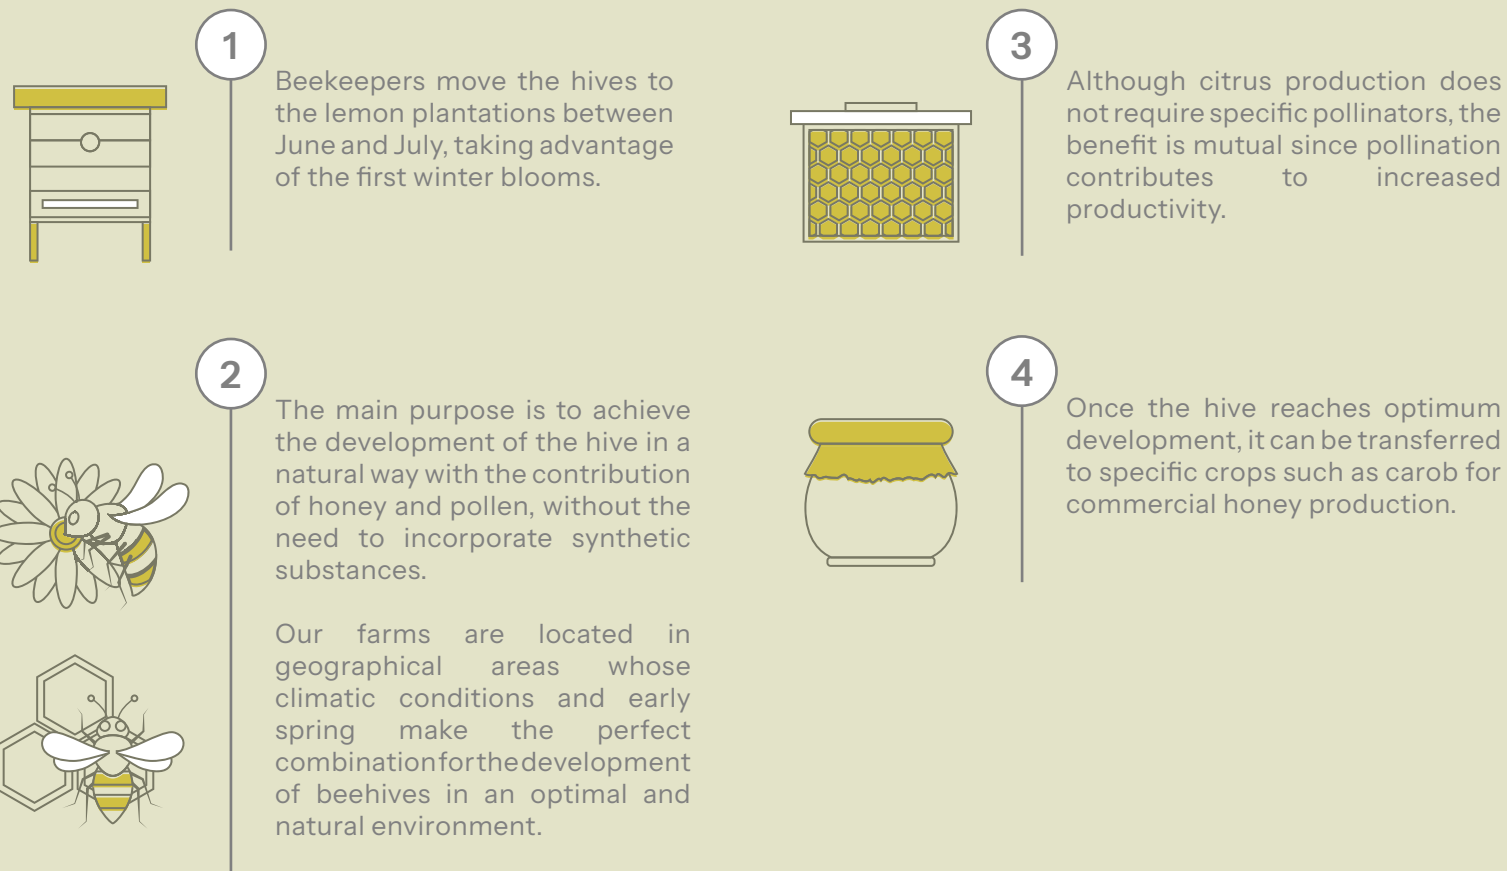 1
Beekeepers move the hives to
the lemon plantations between
June and July, taking advantage
of the first winter blooms.
2
The main purpose is to achieve
the development of the hive in a
natural way with the contribution
of honey and pollen, without the
need to incorporate synthetic
substances.
Our farms are located in
geographical areas whose
climatic conditions and early
spring make the perfect
combination for the development
of beehives in an optimal and
natural environment.
3
Although citrus production does
not require specific pollinators, the
benefit is mutual since pollination
contributes to increased
productivity.
4
Once the hive reaches optimum
development, it can be transferred
to specific crops such as carob for
commercial honey production.